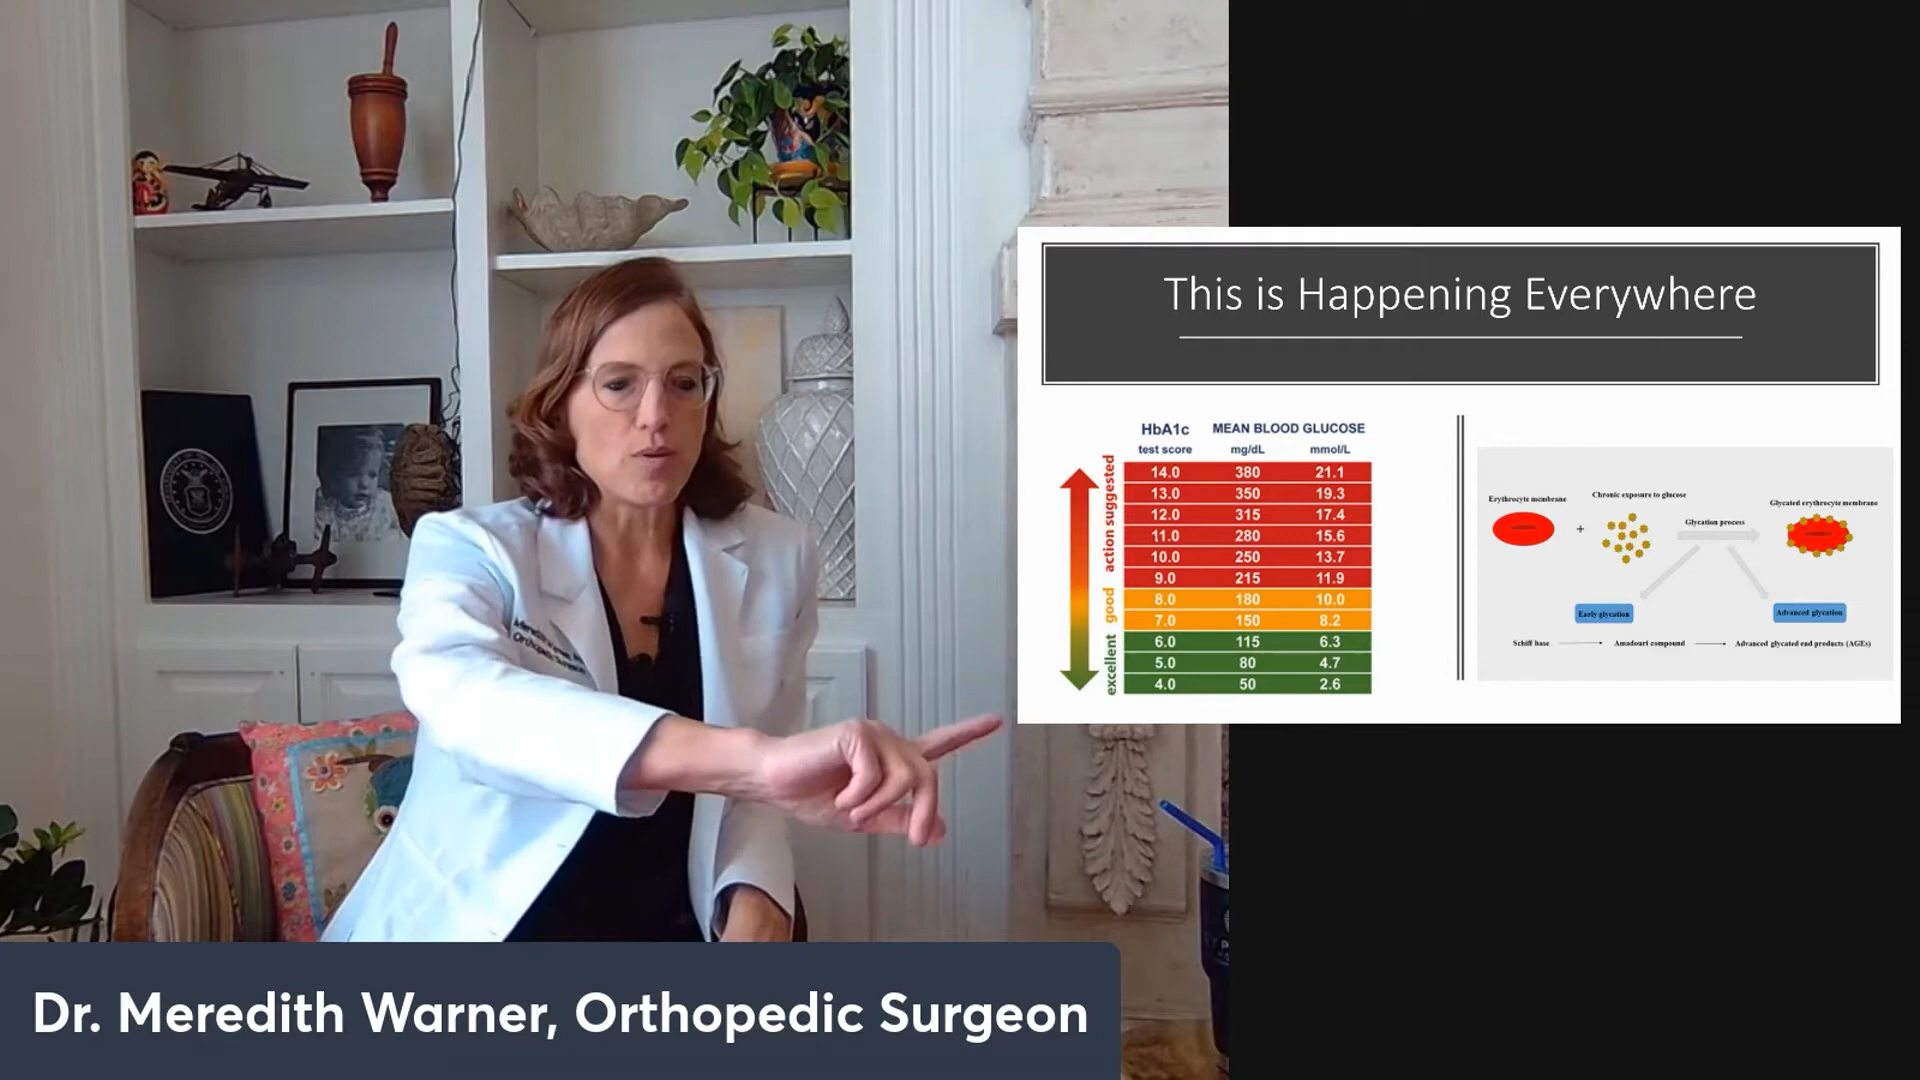 This is Happening Everywhere
HbA1c MEAN BLOOD GLUCOSE
test score mg/dL mmol/L
action suggested
good
excellent
14.0 380 21.1
13.0 350 19.3
12.0 315 17.4
11.0 280 15.6
10.0 250 13.7
9.0 215 11.9
8.0 180 10.0
7.0 150 8.2
6.0 115 6.3
5.0 80 4.7
4.0 50 2.6
Erythrocyte membrane
Chronic exposure to glucose
Glycated erythrocyte membrane
+
Glycation process
Early glycation
Advanced glycation
Schiff base Amadouri compound Advanced glycated end products (AGEs)
Orthopedic Surgeon
Dr. Meredith Warner, Orthopedic Surgeon